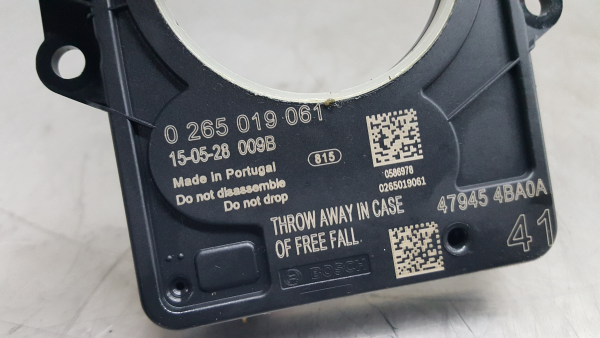 0 265 019 061
15-05-28 009B
815
Made in Portugal
Do not disassemble
Do not drop
0586978
0265019061
THROW AWAY IN CASE
OF FREE FALL
47945 4BA0A
41
BOSCH